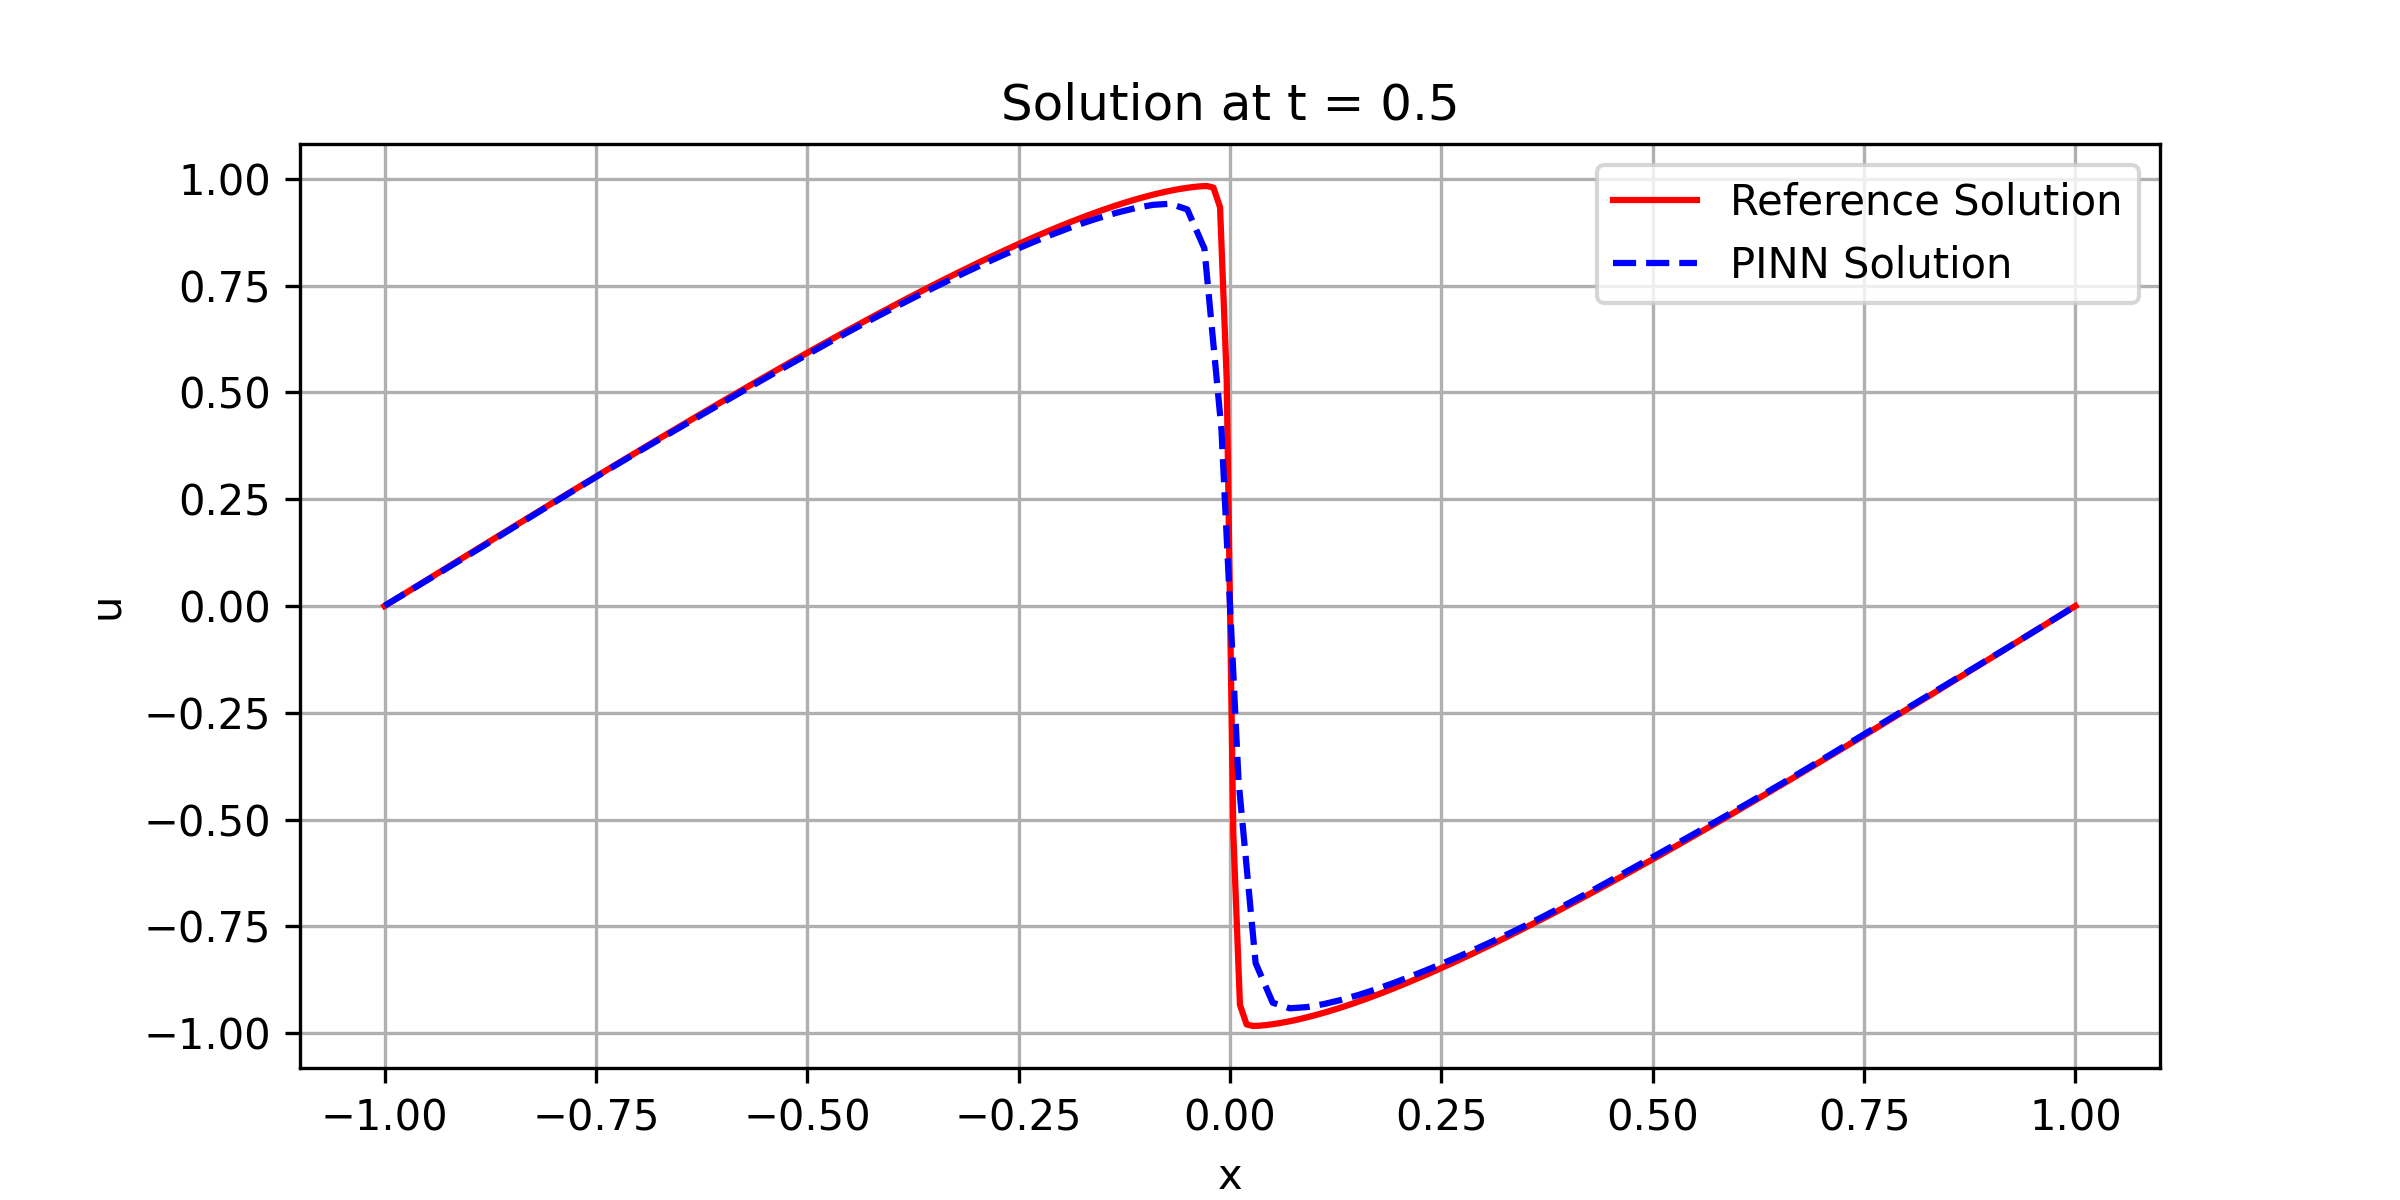 Solution at t = 0.5
Reference Solution
PINN Solution
1.00
0.75
0.50
0.25
0.00
−0.25
−0.50
−0.75
−1.00
u
−1.00 −0.75 −0.50 −0.25 0.00 0.25 0.50 0.75 1.00
x